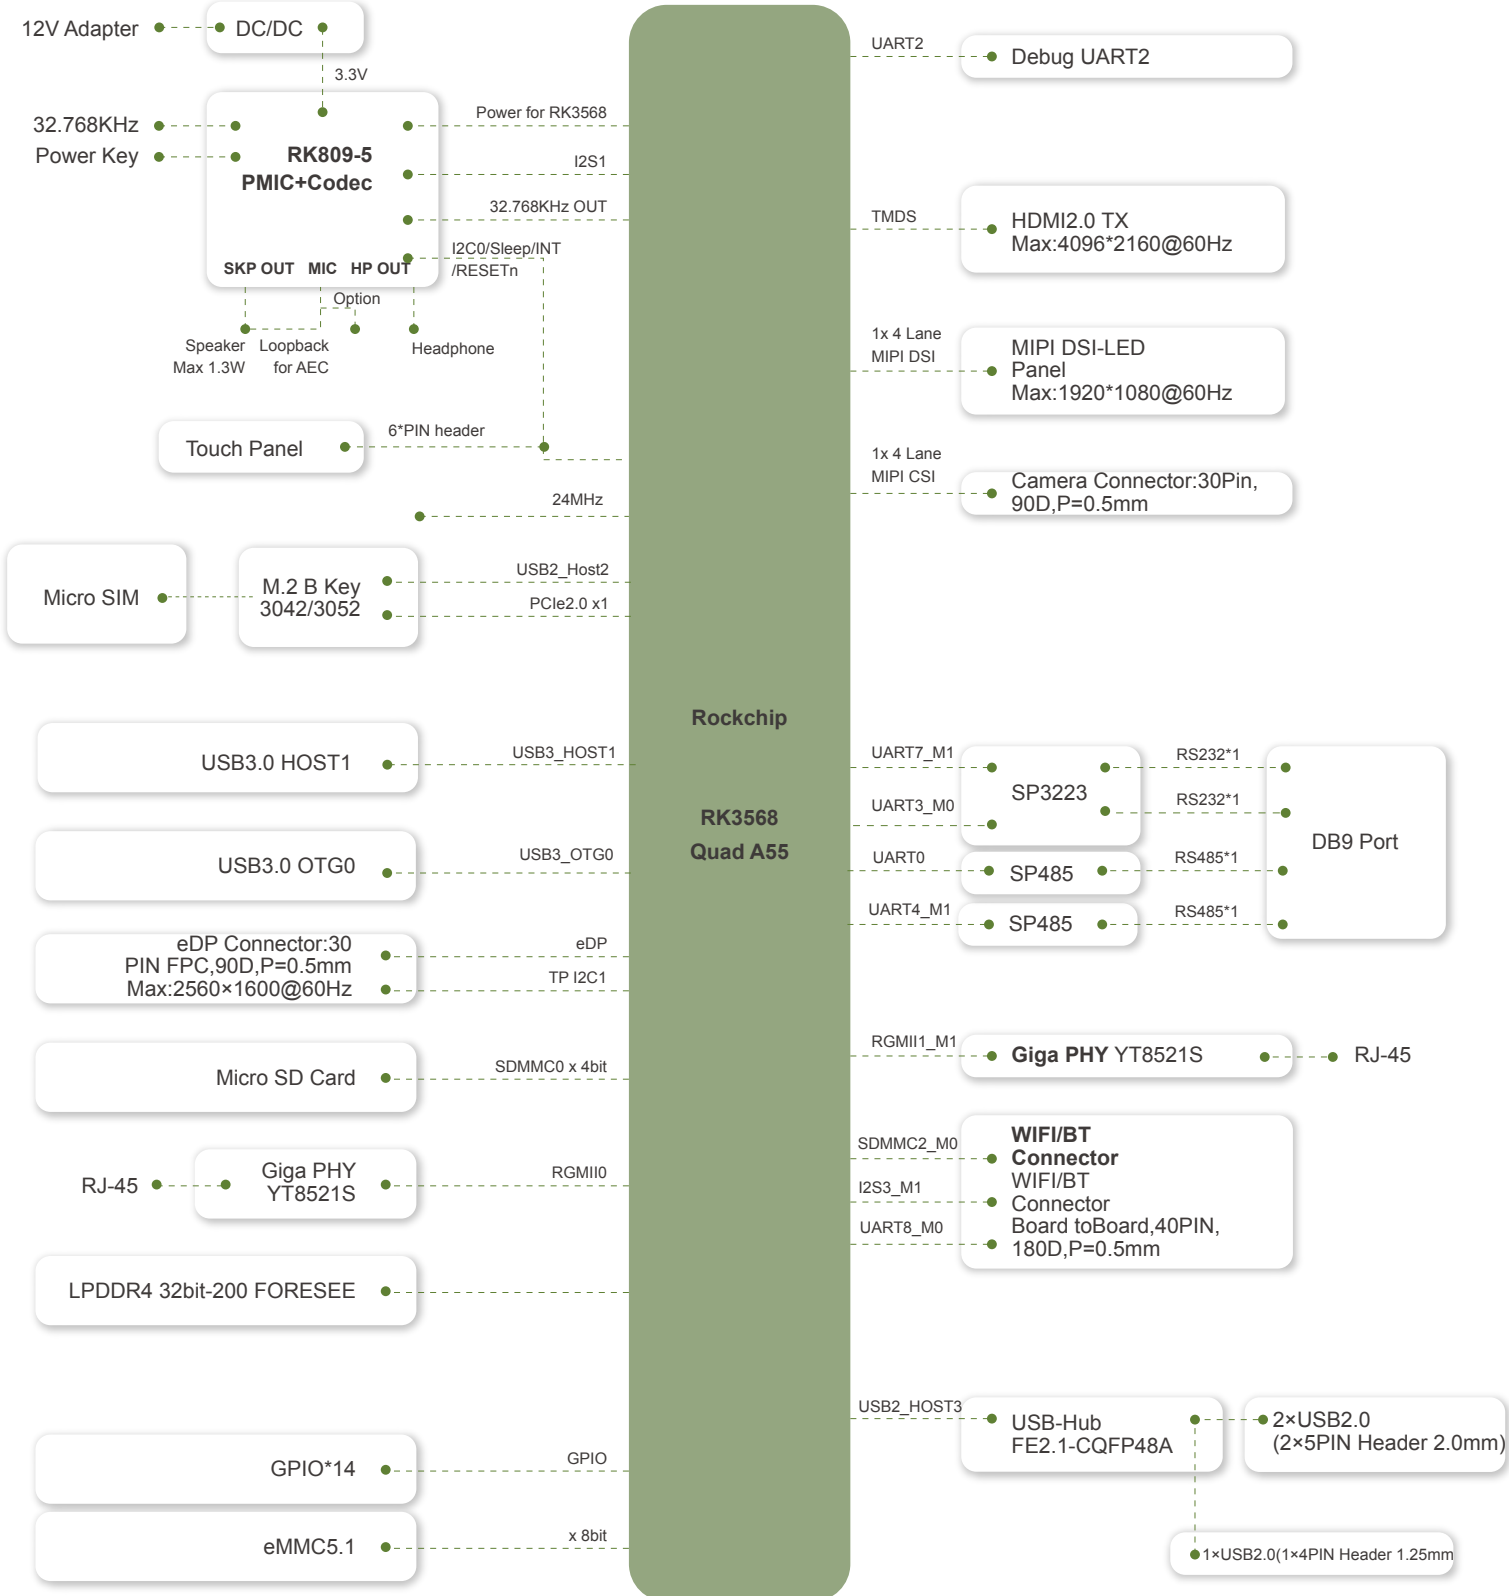 12V Adapter
DC/DC
3.3V
32.768KHz
Power Key
RK809-5
PMIC+Codec
SKP OUT MIC HP OUT
Option
Speaker
Max 1.3W
Loopback
for AEC
Headphone
Power for RK3568
I2S1
32.768KHz OUT
I2C0/Sleep/INT
/RESETn
Touch Panel
6*PIN header
24MHz
Micro SIM
M.2 B Key
3042/3052
USB2_Host2
PCIe2.0 x1
USB3.0 HOST1
USB3_HOST1
USB3.0 OTG0
USB3_OTG0
eDP Connector:30
PIN FPC,90D,P=0.5mm
Max:2560×1600@60Hz
eDP
TP I2C1
Micro SD Card
SDMMC0 x 4bit
RJ-45
Giga PHY
YT8521S
RGMII0
LPDDR4 32bit-200 FORESEE
GPIO*14
GPIO
eMMC5.1
x 8bit
Rockchip
RK3568
Quad A55
UART2
Debug UART2
TMDS
HDMI2.0 TX
Max:4096*2160@60Hz
1x 4 Lane
MIPI DSI
MIPI DSI-LED
Panel
Max:1920*1080@60Hz
1x 4 Lane
MIPI CSI
Camera Connector:30Pin,
90D,P=0.5mm
UART7_M1
UART3_M0
SP3223
RS232*1
RS232*1
UART0
SP485
RS485*1
UART4_M1
SP485
RS485*1
DB9 Port
RGMII1_M1
Giga PHY YT8521S
RJ-45
SDMMC2_M0
I2S3_M1
UART8_M0
WIFI/BT
Connector
WIFI/BT
Connector
Board toBoard,40PIN,
180D,P=0.5mm
USB2_HOST3
USB-Hub
FE2.1-CQFP48A
2×USB2.0
(2×5PIN Header 2.0mm)
1×USB2.0(1×4PIN Header 1.25mm